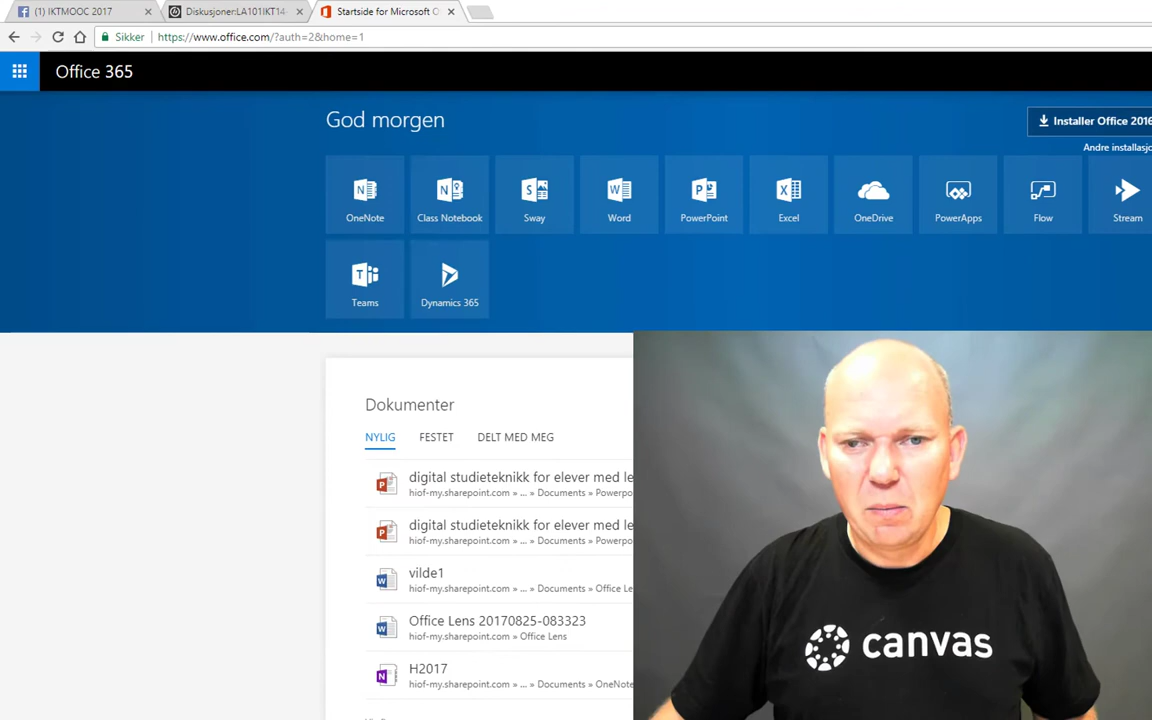 (1) IKTMOOC 2017
Diskusjoner:LA101IKT14
Startside for Microsoft O
Sikker
https://www.office.com/?auth=2&home=1
Office 365
God morgen
Installer Office 2016
Andre installasjo
OneNote
Class Notebook
Sway
Word
PowerPoint
Excel
OneDrive
PowerApps
Flow
Stream
Teams
Dynamics 365
Dokumenter
NYLIG
FESTET
DELT MED MEG
digital studieteknikk for elever med le
hiof-my.sharepoint.com » ... » Documents » Powerpo
digital studieteknikk for elever med le
hiof-my.sharepoint.com » ... » Documents » Powerpo
vilde1
hiof-my.sharepoint.com » ... » Documents » Office Le
Office Lens 20170825-083323
hiof-my.sharepoint.com » Office Lens
H2017
hiof-my.sharepoint.com » ... » Documents » OneNote
canvas